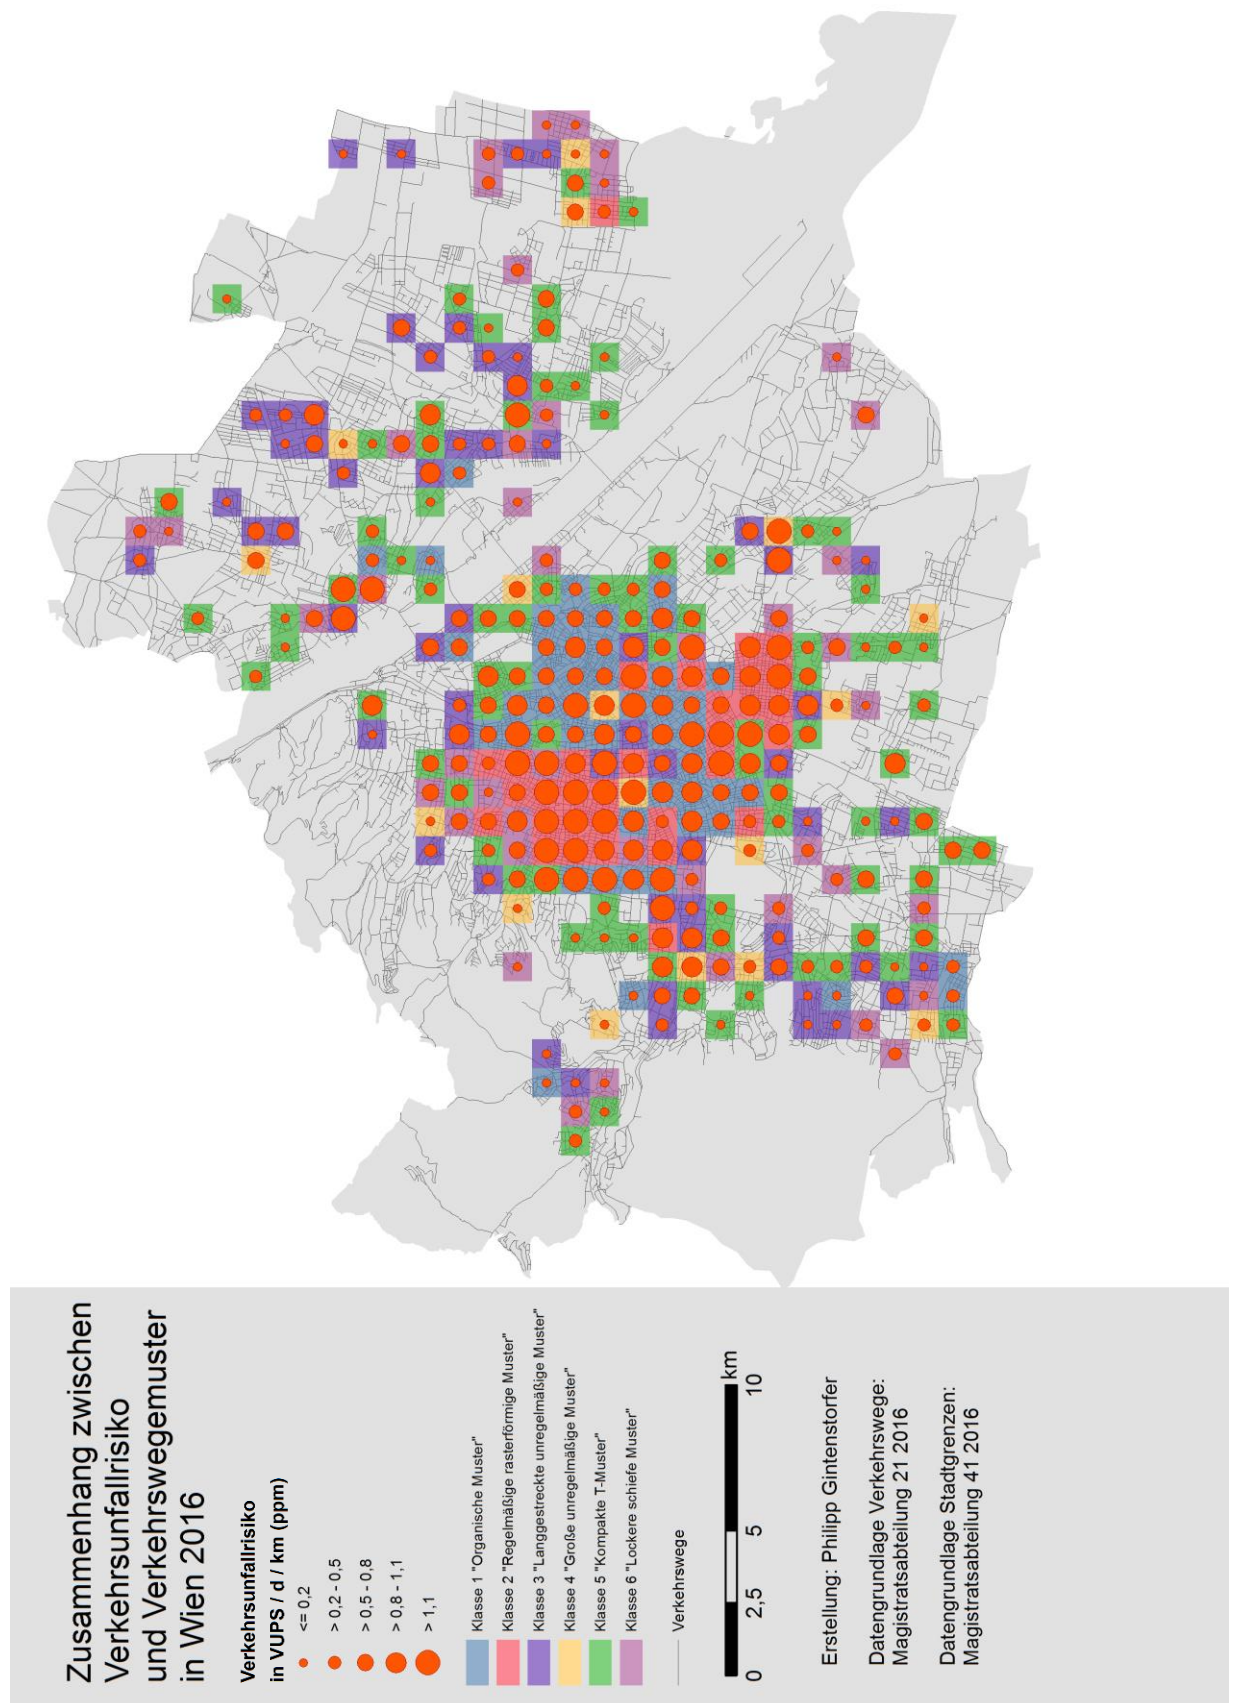 Zusammenhang zwischen
Verkehrsunfallrisiko
und Verkehrswegemuster
in Wien 2016
Verkehrsunfallrisiko
in VUPS / d / km (ppm)
<= 0,2
> 0,2 - 0,5
> 0,5 - 0,8
> 0,8 - 1,1
> 1,1
Klasse 1 "Organische Muster"
Klasse 2 "Regelmäßige rasterförmige Muster"
Klasse 3 "Langgestreckte unregelmäßige Muster"
Klasse 4 "Große unregelmäßige Muster"
Klasse 5 "Kompakte T-Muster"
Klasse 6 "Lockere schiefe Muster"
Verkehrswege
0 2,5 5 10
km
Erstellung: Philipp Gintenstorfer
Datengrundlage Verkehrswege:
Magistratsabteilung 21 2016
Datengrundlage Stadtgrenzen:
Magistratsabteilung 41 2016